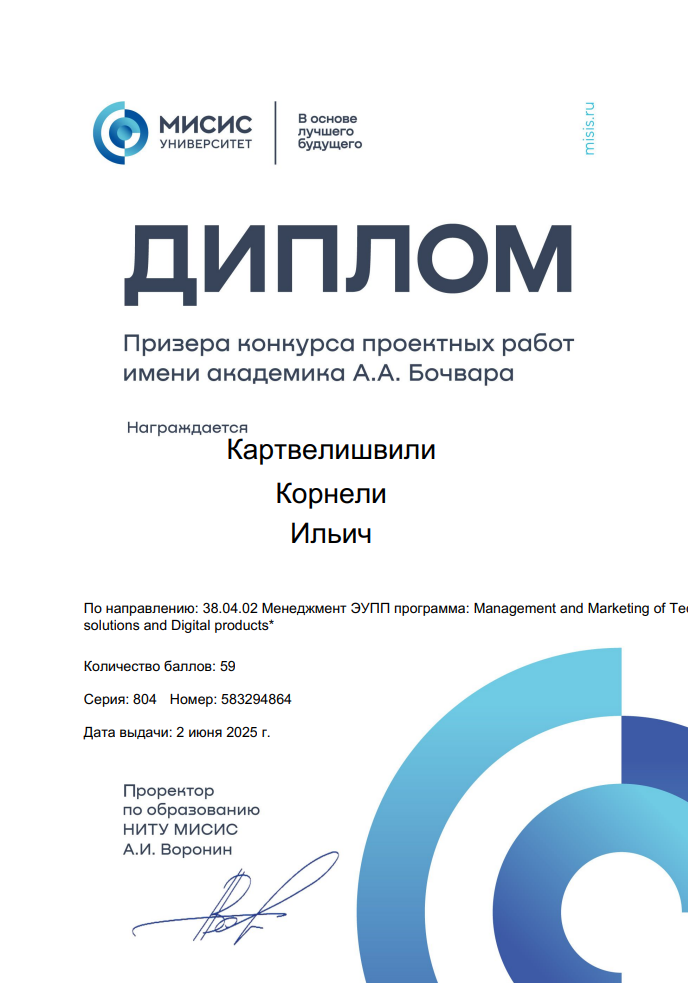 МИСИС
УНИВЕРСИТЕТ
В основе
лучшего
будущего
misis.ru
ДИПЛОМ
Призера конкурса проектных работ
имени академика А.А. Бочвара
Награждается
Картвелишвили
Корнели
Ильич
По направлению: 38.04.02 Менеджмент ЭУПП программа: Management and Marketing of Tec
solutions and Digital products*
Количество баллов: 59
Серия: 804 Номер: 583294864
Дата выдачи: 2 июня 2025 г.
Проректор
по образованию
НИТУ МИСИС
А.И. Воронин